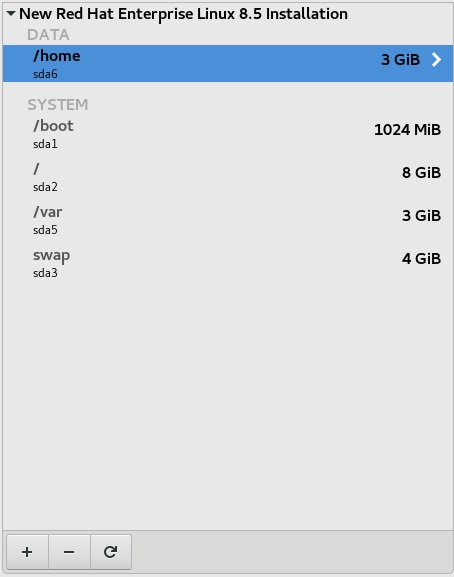 New Red Hat Enterprise Linux 8.5 Installation
DATA
/home 3 GiB
sda6
SYSTEM
/boot 1024 MiB
sda1
/ 8 GiB
sda2
/var 3 GiB
sda5
swap 4 GiB
sda3